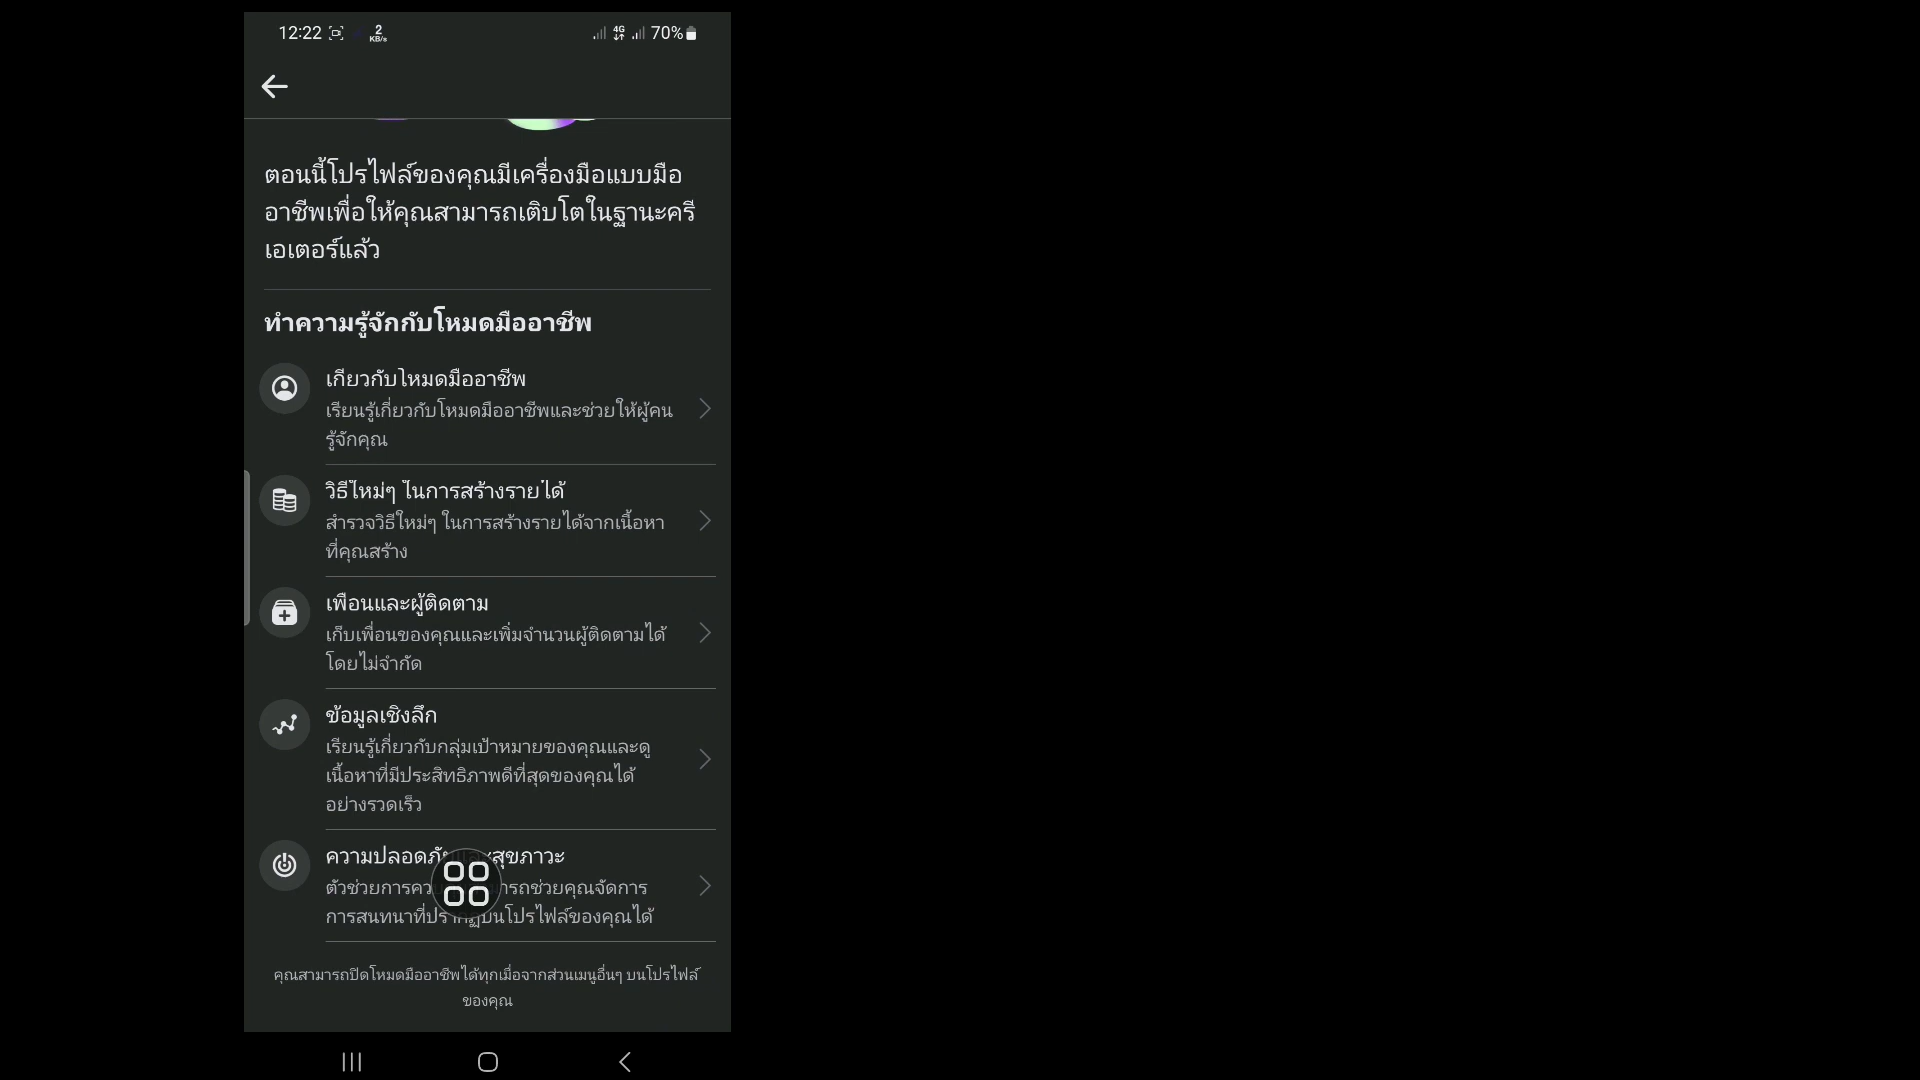 12:22
2
KB/s
4G
70%
ตอนนี้โปรไฟล์ของคุณมีเครื่องมือแบบมือ
อาชีพเพื่อให้คุณสามารถเติบโตในฐานะครี
เอเตอร์แล้ว
ทำความรู้จักกับโหมดมืออาชีพ
เกี่ยวกับโหมดมืออาชีพ
เรียนรู้เกี่ยวกับโหมดมืออาชีพและช่วยให้ผู้คน
รู้จักคุณ
วิธีใหม่ๆ ในการสร้างรายได้
สำรวจวิธีใหม่ๆ ในการสร้างรายได้จากเนื้อหา
ที่คุณสร้าง
เพื่อนและผู้ติดตาม
เก็บเพื่อนของคุณและเพิ่มจำนวนผู้ติดตามได้
โดยไม่จำกัด
ข้อมูลเชิงลึก
เรียนรู้เกี่ยวกับกลุ่มเป้าหมายของคุณและดู
เนื้อหาที่มีประสิทธิภาพดีที่สุดของคุณได้
อย่างรวดเร็ว
ความปลอดภัยและสุขภาวะ
ตัวช่วยการควบคุมสามารถช่วยคุณจัดการ
การสนทนาที่ปรากฏบนโปรไฟล์ของคุณได้
คุณสามารถปิดโหมดมืออาชีพได้ทุกเมื่อจากส่วนเมนูอื่นๆ บนโปรไฟล์
ของคุณ